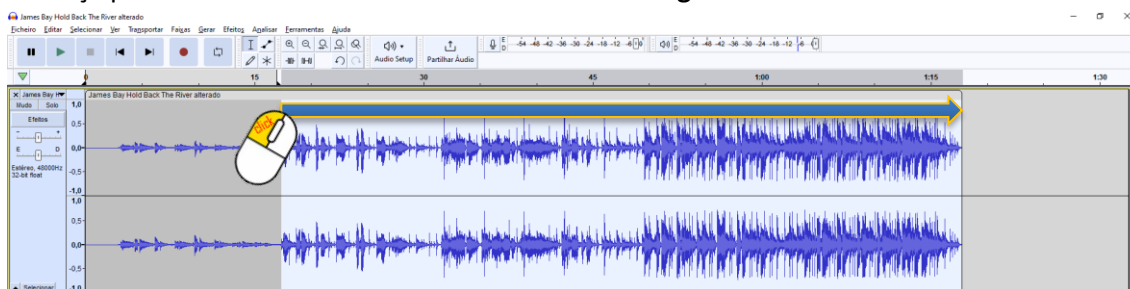 James Bay Hold Back The River alterado
Ficheiro Editar Selecionar Ver Transportar Faixas Gerar Efeitos Analisar Ferramentas Ajuda
E D -54 -48 -42 -36 -30 -24 -18 -12 -6 0
E D -54 -48 -42 -36 -30 -24 -18 -12 -6 0
Audio Setup Partilhar Áudio
0 15 30 45 1:00 1:15 1:30
James Bay H
James Bay Hold Back The River alterado
Mudo Solo
Efeitos
- +
E D
Estéreo, 48000Hz
32-bit float
Selecionar
1,0
0,5
0,0
-0,5
-1,0
1,0
0,5
0,0
-0,5
-1,0
click